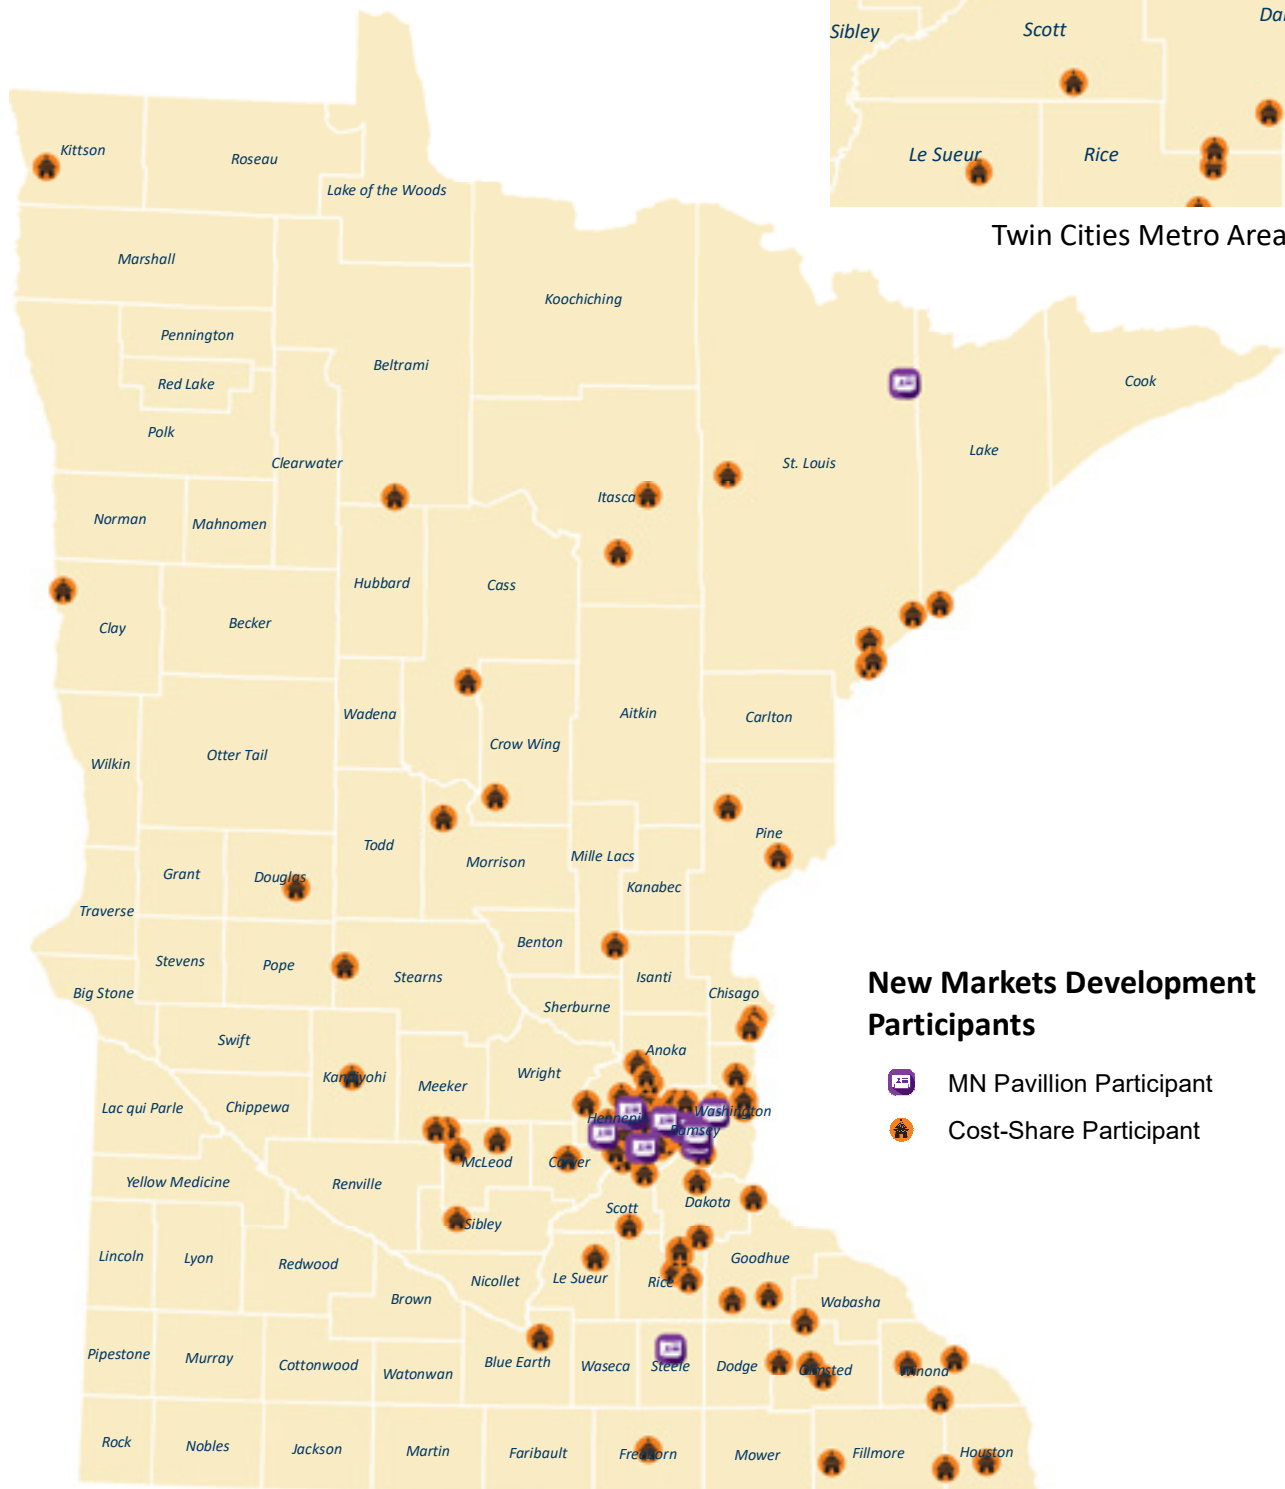 Sibley
Scott
Le Sueur
Rice
Twin Cities Metro Area
Kittson
Roseau
Lake of the Woods
Marshall
Koochiching
Pennington
Beltrami
Red Lake
Cook
Polk
Clearwater
St. Louis
Lake
Itasca
Norman
Mahnomen
Hubbard
Cass
Clay
Becker
Wadena
Aitkin
Carlton
Crow Wing
Otter Tail
Wilkin
Todd
Pine
Morrison
Mille Lacs
Grant
Douglas
Kanabec
Traverse
Benton
Stevens
Pope
Stearns
Isanti
Big Stone
Sherburne
Chisago
New Markets Development
Participants
Swift
Anoka
Wright
Kandiyohi
Meeker
MN Pavillion Participant
Lac qui Parle
Chippewa
Hennepin
Washington
Ramsey
Cost-Share Participant
McLeod
Carver
Yellow Medicine
Renville
Dakota
Scott
Sibley
Lincoln
Lyon
Redwood
Goodhue
Nicollet
Le Sueur
Rice
Brown
Wabasha
Pipestone
Murray
Cottonwood
Watonwan
Blue Earth
Waseca
Steele
Dodge
Olmsted
Winona
Rock
Nobles
Jackson
Martin
Faribault
Freeborn
Mower
Fillmore
Houston